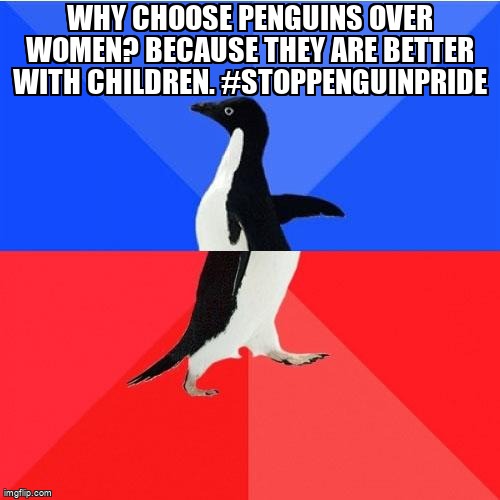 WHY CHOOSE PENGUINS OVER
WOMEN? BECAUSE THEY ARE BETTER
WITH CHILDREN. #STOPPENGUINPRIDE
imgflip.com